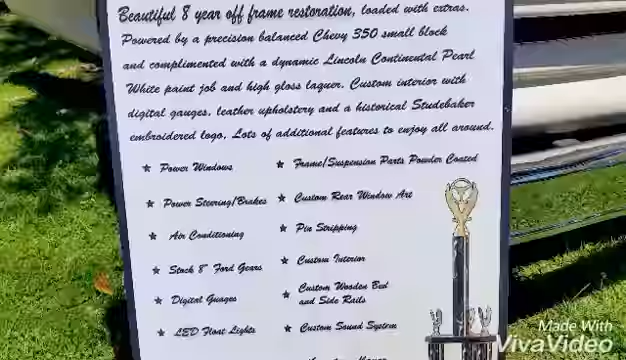 Beautiful 8 year off frame restoration, loaded with extras.
Powered by a precision balanced Chevy 350 small block
and complimented with a dynamic Lincoln Continental Pearl
White paint job and high gloss laquer. Custom interior with
digital gauges, leather upholstery and a historical Studebaker
embroidered logo. Lots of additional features to enjoy all around.
★ Power Windows
★ Power Steering/Brakes
★ Air Conditioning
★ Stock 8" Ford Gears
★ Digital Guages
★ LED Float Lights
★ Frame/Suspension Parts Powder Coated
★ Custom Rear Window Art
★ Pin Stripping
★ Custom Interior
★ Custom Wooden Bed
and Side Rails
★ Custom Sound System
Made With
VivaVideo